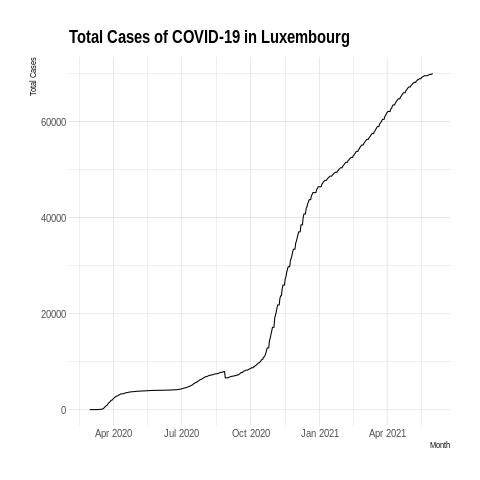 Total Cases of COVID-19 in Luxembourg
Total Cases
60000
40000
20000
0
Apr 2020 Jul 2020 Oct 2020 Jan 2021 Apr 2021
Month